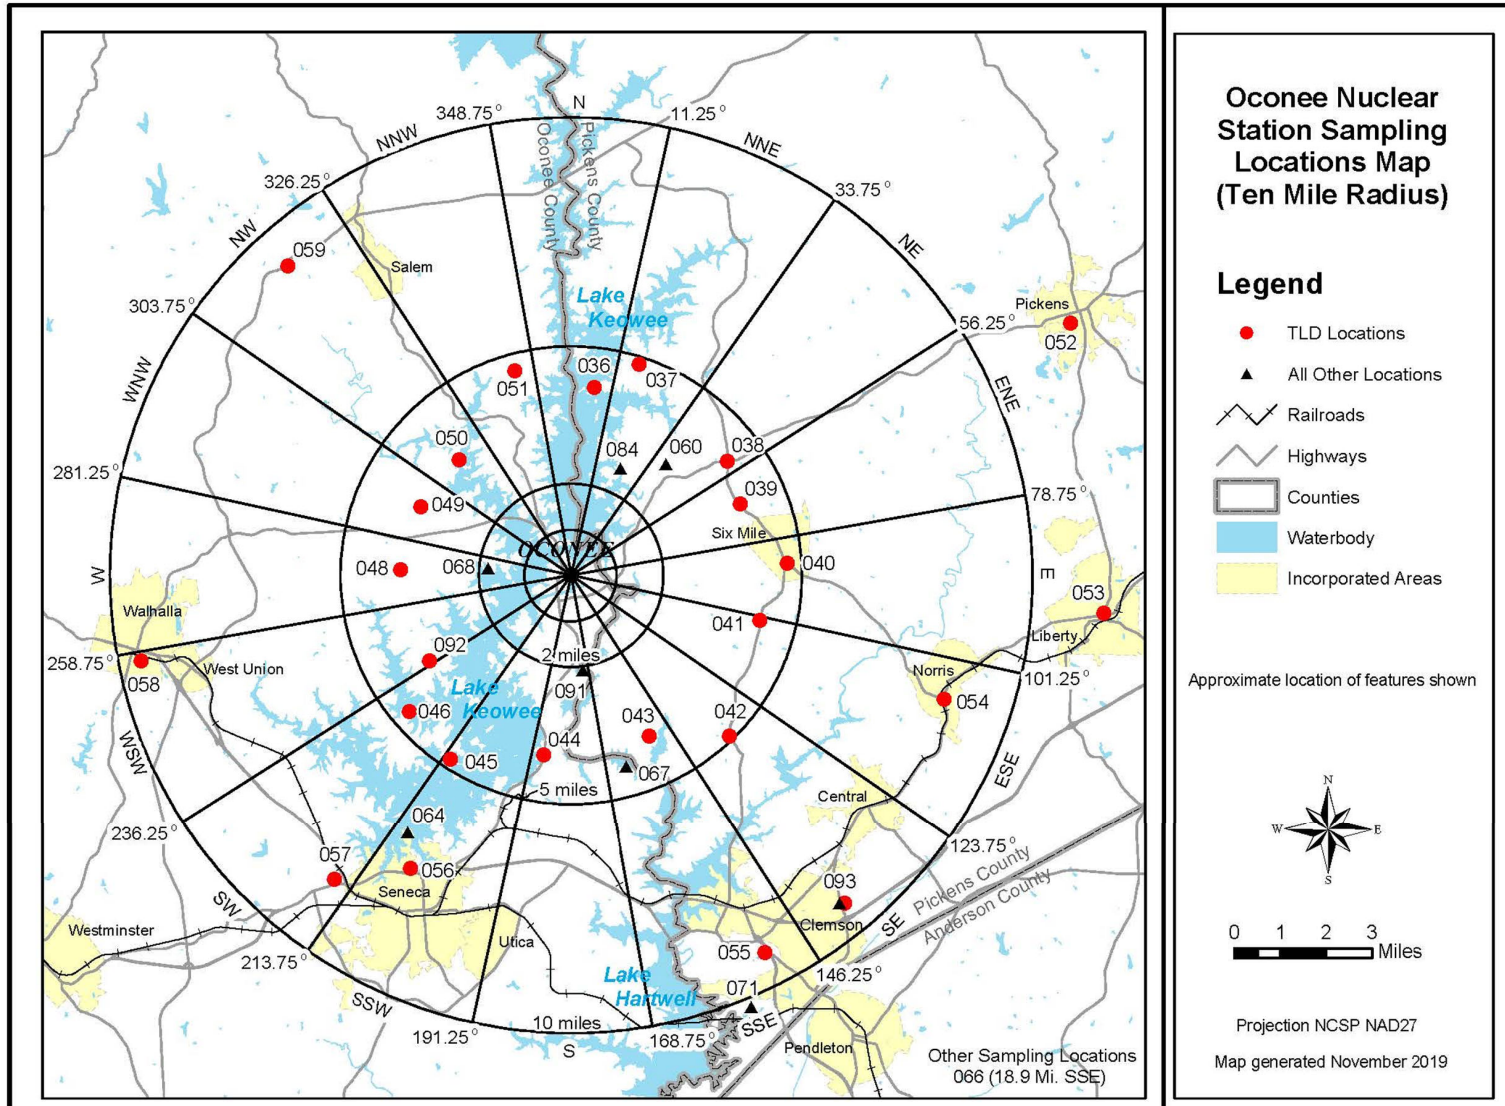 N
348.75°
11.25°
NNW
NNE
Oconee County
Pickens County
326.25°
33.75°
NW
NE
059
Salem
303.75°
Lake
Keowee
Pickens
56.25°
052
WNW
ENE
051
036
037
050
084
060
038
281.25°
78.75°
049
039
Six Mile
OCONEE
W
048
068
040
E
053
Walhalla
041
Liberty
092
2 miles
258.75°
West Union
Norris
101.25°
058
091
Lake
Keowee
054
046
043
042
WSW
044
045
067
ESE
5 miles
Central
064
236.25°
123.75°
057
056
Seneca
093
Pickens County
Anderson County
SW
Clemson
SE
Westminster
Utica
055
213.75°
146.25°
Lake
Hartwell
071
SSW
10 miles
SSE
191.25°
168.75°
S
Pendleton
Other Sampling Locations
066 (18.9 Mi. SSE)
Oconee Nuclear
Station Sampling
Locations Map
(Ten Mile Radius)
Legend
TLD Locations
All Other Locations
Railroads
Highways
Counties
Waterbody
Incorporated Areas
Approximate location of features shown
N
W
E
S
0 1 2 3
Miles
Projection NCSP NAD27
Map generated November 2019